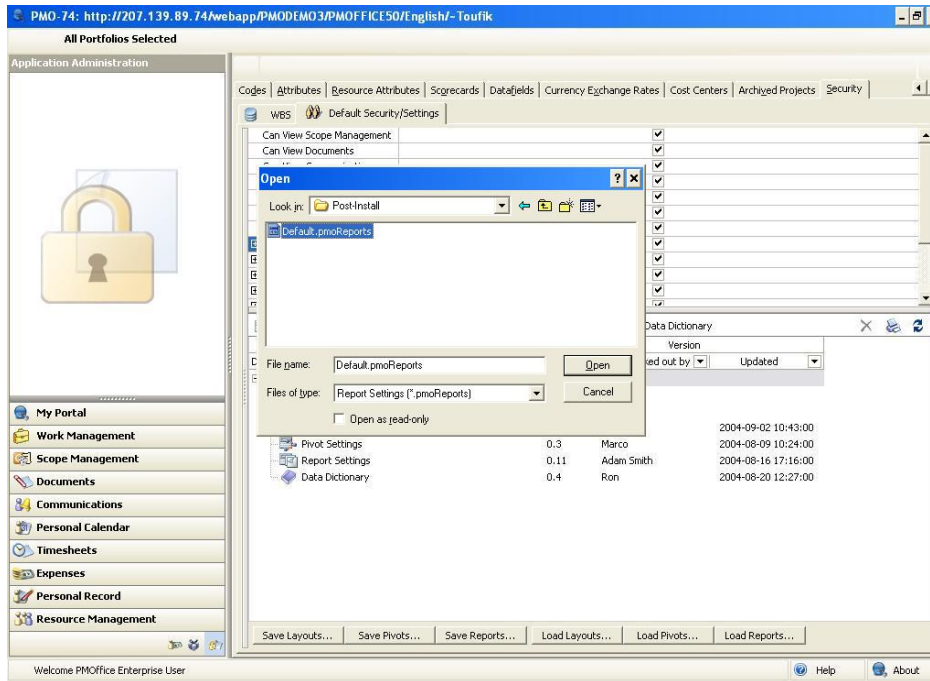 PMO-74: http://207.139.89.74/webapp/PMODEMO3/PMOFFICE50/English/~Toufik
All Portfolios Selected
Application Administration
Codes Attributes Resource Attributes Scorecards Datafields Currency Exchange Rates Cost Centers Archived Projects Security
WBS Default Security/Settings
Can View Scope Management
Can View Documents
Open
Look in: Post-Install
Default.pmoReports
Data Dictionary
Version
File name: Default.pmoReports Open
ked out by Updated
Files of type: Report Settings (*.pmoReports) Cancel
Open as read-only
My Portal
Work Management
Scope Management
Documents
Communications
Personal Calendar
Timesheets
Expenses
Personal Record
Resource Management
2004-09-02 10:43:00
Pivot Settings 0.3 Marco 2004-08-09 10:24:00
Report Settings 0.11 Adam Smith 2004-08-16 17:16:00
Data Dictionary 0.4 Ron 2004-08-20 12:27:00
Save Layouts... Save Pivots... Save Reports... Load Layouts... Load Pivots... Load Reports...
Welcome PMOffice Enterprise User Help About